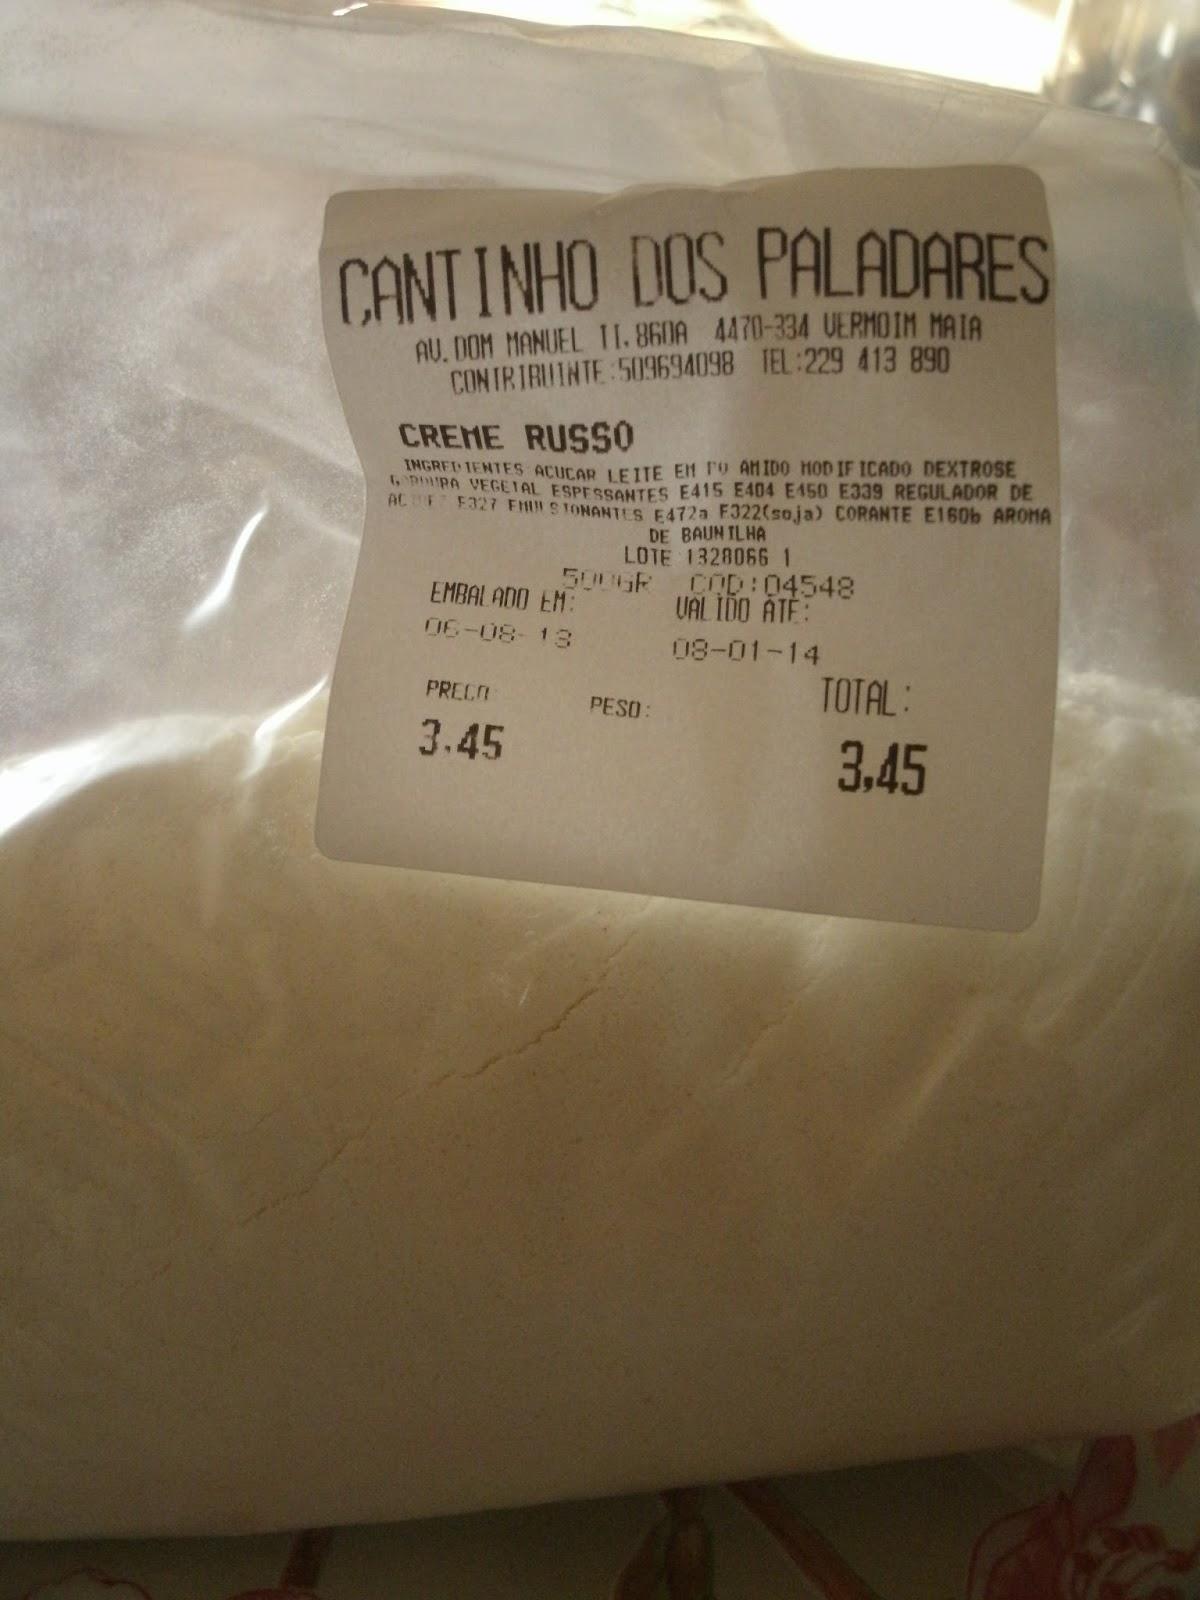 CANTINHO DOS PALADARES
AV. DOM MANUEL II, 860A 4470-334 VERMOIM MAIA
CONTRIBUINTE:509694098 TEL:229 413 890
CREME RUSSO
INGREDIENTES ACUCAR LEITE EM PO AMIDO MODIFICADO DEXTROSE
GORDURA VEGETAL ESPESSANTES E415 E404 E450 E339 REGULADOR DE
E327 EMULSIONANTES E472a E322(soja) CORANTE E160b AROMA
DE BAUNILHA
LOTE 1328066 1
500GR COD:04548
EMBALADO EM: VALIDO ATE:
06-08-13 08-01-14
PRECO PESO: TOTAL:
3.45 3,45